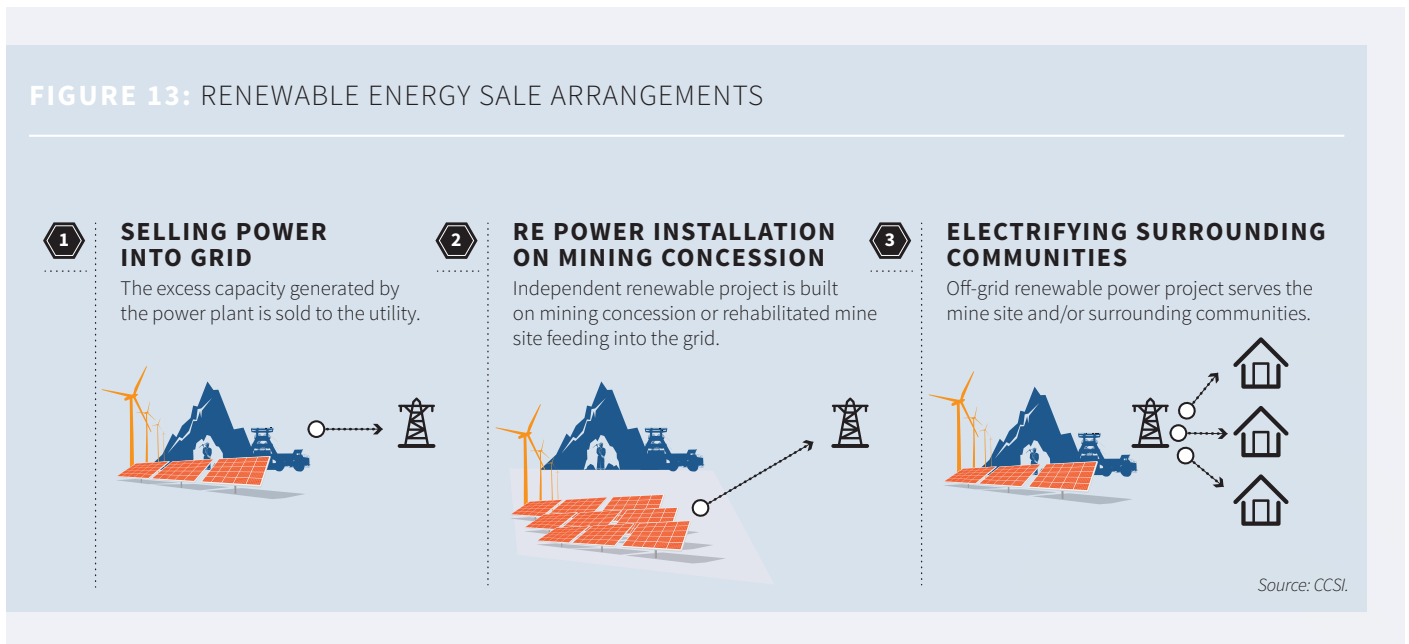 FIGURE 13: RENEWABLE ENERGY SALE ARRANGEMENTS
1
SELLING POWER
INTO GRID
The excess capacity generated by
the power plant is sold to the utility.
2
RE POWER INSTALLATION
ON MINING CONCESSION
Independent renewable project is built
on mining concession or rehabilitated mine
site feeding into the grid.
3
ELECTRIFYING SURROUNDING
COMMUNITIES
Off-grid renewable power project serves the
mine site and/or surrounding communities.
Source: CCSI.